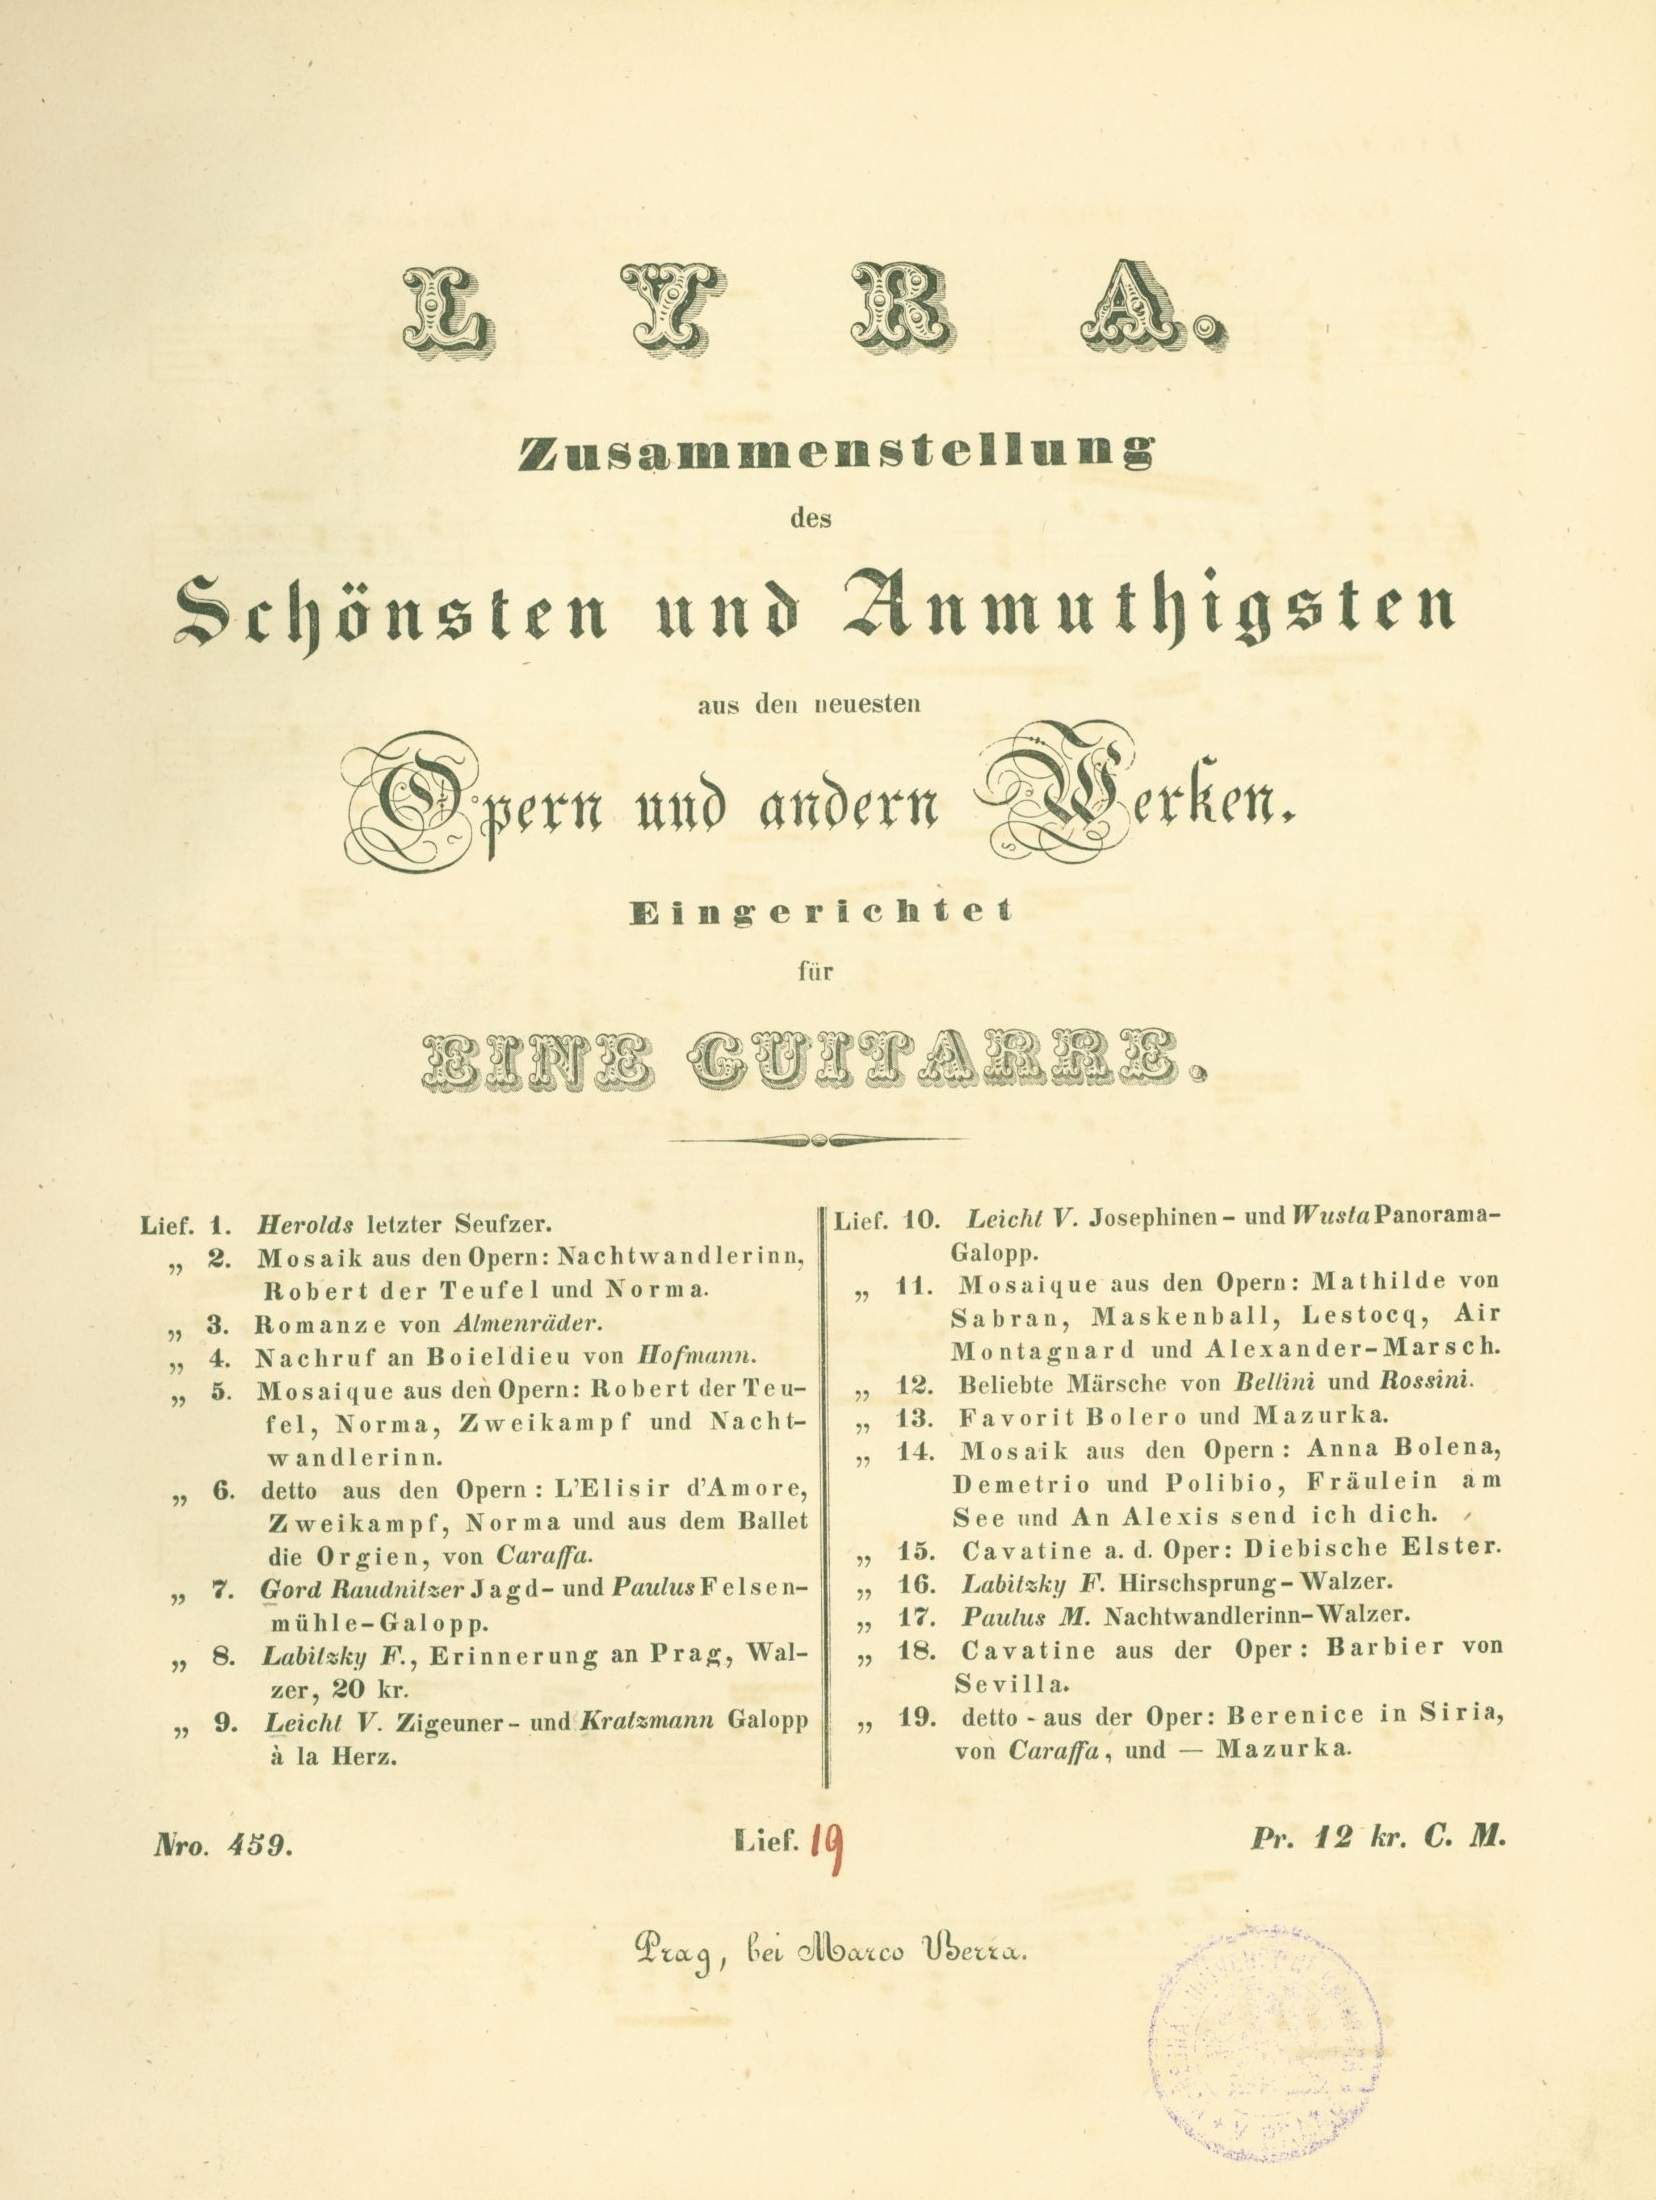 LYRA.
Zusammenstellung
des
Schönsten und Anmuthigsten
aus den neuesten
Opern und andern Werken.
Eingerichtet
für
EINE GUITARRE.
Lief. 1. Herolds letzter Seufzer.
„ 2. Mosaik aus den Opern: Nachtwandlerinn,
Robert der Teufel und Norma.
„ 3. Romanze von Almenräder.
„ 4. Nachruf an Boieldieu von Hofmann.
„ 5. Mosaique aus den Opern: Robert der Teu-
fel, Norma, Zweikampf und Nacht-
wandlerinn.
„ 6. detto aus den Opern: L'Elisir d'Amore,
Zweikampf, Norma und aus dem Ballet
die Orgien, von Caraffa.
„ 7. Gord Raudnitzer Jagd- und Paulus Felsen-
mühle-Galopp.
„ 8. Labitzky F., Erinnerung an Prag, Wal-
zer, 20 kr.
„ 9. Leicht V. Zigeuner- und Kratzmann Galopp
à la Herz.
Lief. 10. Leicht V. Josephinen- und Wusta Panorama-
Galopp.
„ 11. Mosaique aus den Opern: Mathilde von
Sabran, Maskenball, Lestocq, Air
Montagnard und Alexander-Marsch.
„ 12. Beliebte Märsche von Bellini und Rossini.
„ 13. Favorit Bolero und Mazurka.
„ 14. Mosaik aus den Opern: Anna Bolena,
Demetrio und Polibio, Fräulein am
See und An Alexis send ich dich.
„ 15. Cavatine a. d. Oper: Diebische Elster.
„ 16. Labitzky F. Hirschsprung-Walzer.
„ 17. Paulus M. Nachtwandlerinn-Walzer.
„ 18. Cavatine aus der Oper: Barbier von
Sevilla.
„ 19. detto - aus der Oper: Berenice in Siria,
von Caraffa, und — Mazurka.
Nro. 459. Lief. 19 Pr. 12 kr. C. M.
Prag, bei Marco Berra.